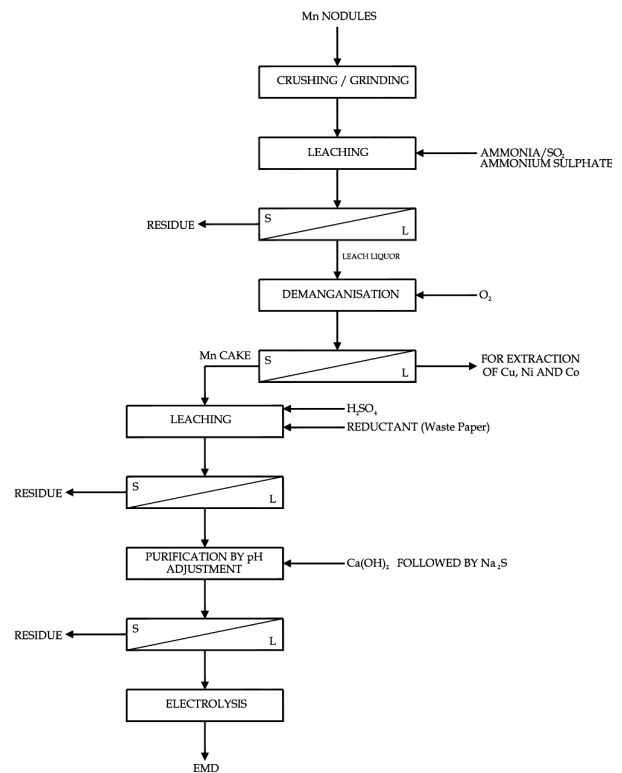 Mn NODULES
CRUSHING / GRINDING
LEACHING
AMMONIA/SO₂
AMMONIUM SULPHATE
S
L
RESIDUE
LEACH LIQUOR
DEMANGANISATION
O₂
Mn CAKE
S
L
FOR EXTRACTION
OF Cu, Ni AND Co
LEACHING
H₂SO₄
REDUCTANT (Waste Paper)
S
L
RESIDUE
PURIFICATION BY pH
ADJUSTMENT
Ca(OH)₂ FOLLOWED BY Na₂S
S
L
RESIDUE
ELECTROLYSIS
EMD